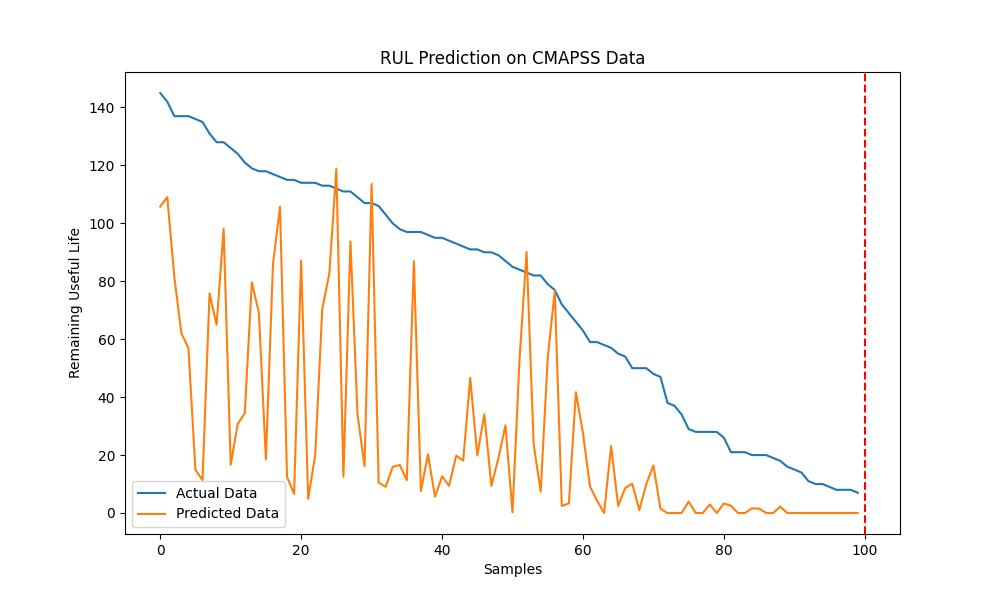 RUL Prediction on CMAPSS Data
Remaining Useful Life
140
120
100
80
60
40
20
0
Actual Data
Predicted Data
0 20 40 60 80 100
Samples